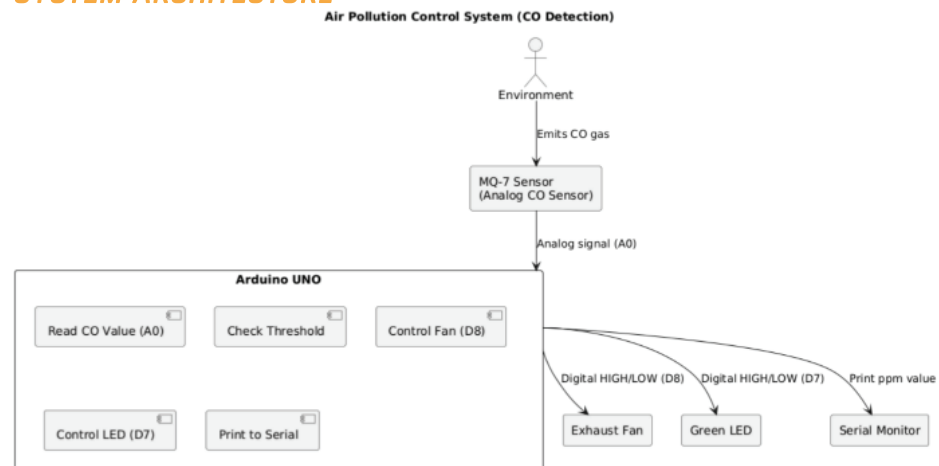 SYSTEM ARCHITECTURE
Air Pollution Control System (CO Detection)
Environment
Emits CO gas
MQ-7 Sensor
(Analog CO Sensor)
Analog signal (A0)
Arduino UNO
Read CO Value (A0)
Check Threshold
Control Fan (D8)
Digital HIGH/LOW (D8)
Digital HIGH/LOW (D7)
Print ppm value
Control LED (D7)
Print to Serial
Exhaust Fan
Green LED
Serial Monitor